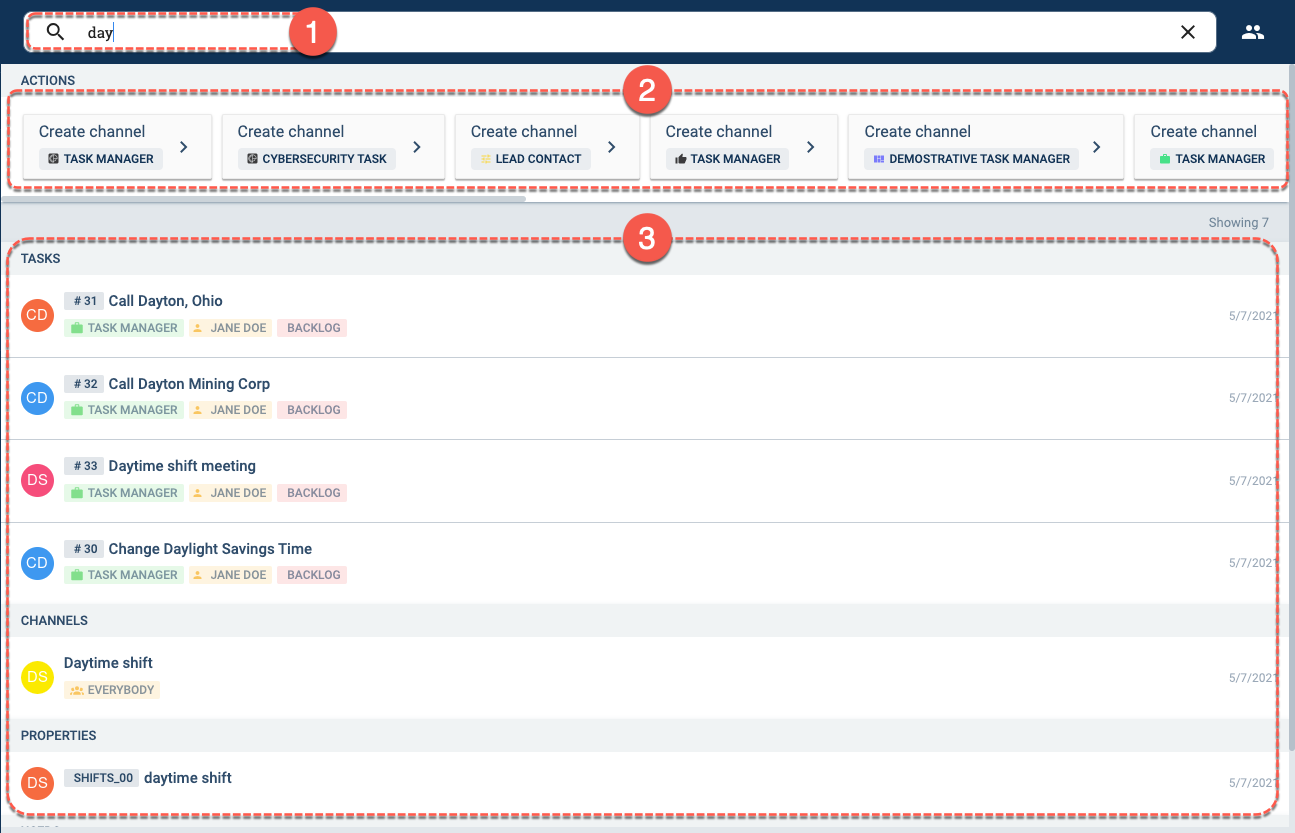 day
1
ACTIONS
2
Create channel Create channel Create channel Create channel Create channel Create channel
TASK MANAGER CYBERSECURITY TASK LEAD CONTACT TASK MANAGER DEMOSTRATIVE TASK MANAGER TASK MANAGER
Showing 7
3
TASKS
# 31 Call Dayton, Ohio
CD
5/7/2021
TASK MANAGER JANE DOE BACKLOG
# 32 Call Dayton Mining Corp
CD
5/7/2021
TASK MANAGER JANE DOE BACKLOG
# 33 Daytime shift meeting
DS
5/7/2021
TASK MANAGER JANE DOE BACKLOG
# 30 Change Daylight Savings Time
CD
5/7/2021
TASK MANAGER JANE DOE BACKLOG
CHANNELS
Daytime shift
DS
5/7/2021
EVERYBODY
PROPERTIES
SHIFTS_00 daytime shift
DS
5/7/2021